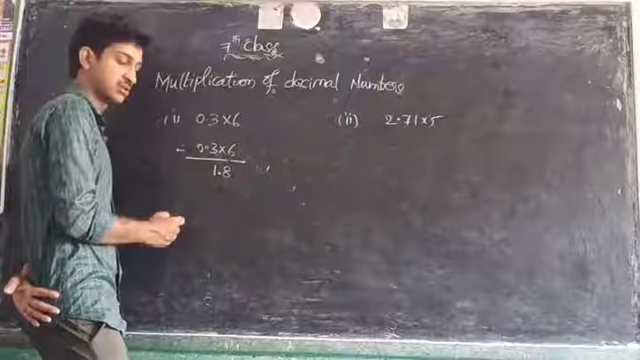 7th Class
Multiplication of decimal Numbers
(i) 0.3×6 (ii) 2.71×5
0.3×6
1.8